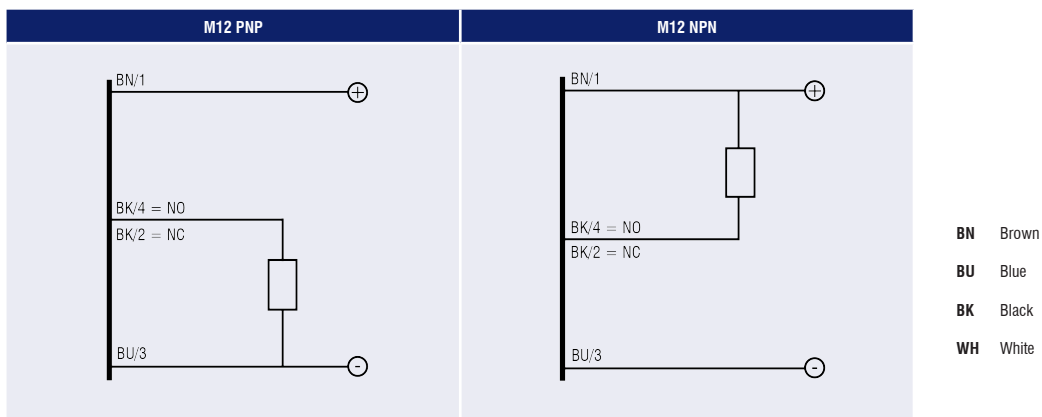 M12 PNP
BN/1
+
BK/4 = NO
BK/2 = NC
BU/3
-
M12 NPN
BN/1
+
BK/4 = NO
BK/2 = NC
BU/3
-
BN Brown
BU Blue
BK Black
WH White